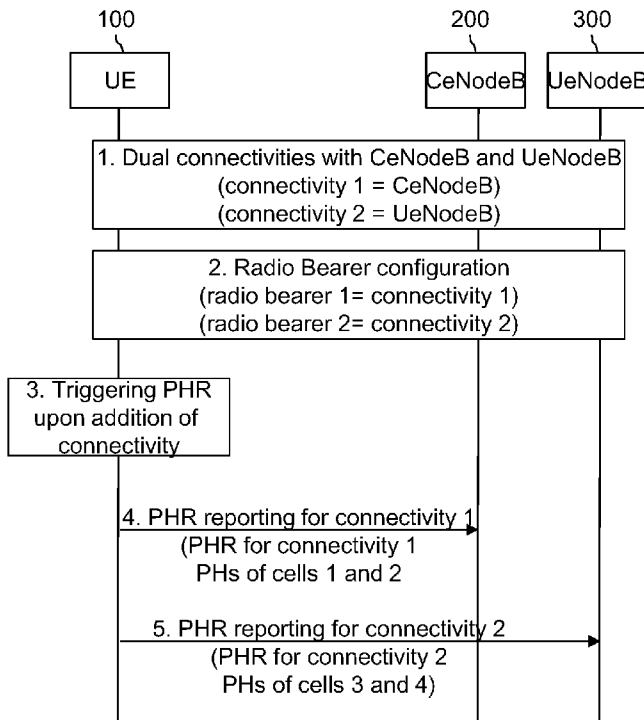 100 200 300
UE CeNodeB UeNodeB
1. Dual connectivities with CeNodeB and UeNodeB
(connectivity 1 = CeNodeB)
(connectivity 2 = UeNodeB)
2. Radio Bearer configuration
(radio bearer 1= connectivity 1)
(radio bearer 2= connectivity 2)
3. Triggering PHR
upon addition of
connectivity
4. PHR reporting for connectivity 1
(PHR for connectivity 1
PHs of cells 1 and 2
5. PHR reporting for connectivity 2
(PHR for connectivity 2
PHs of cells 3 and 4)